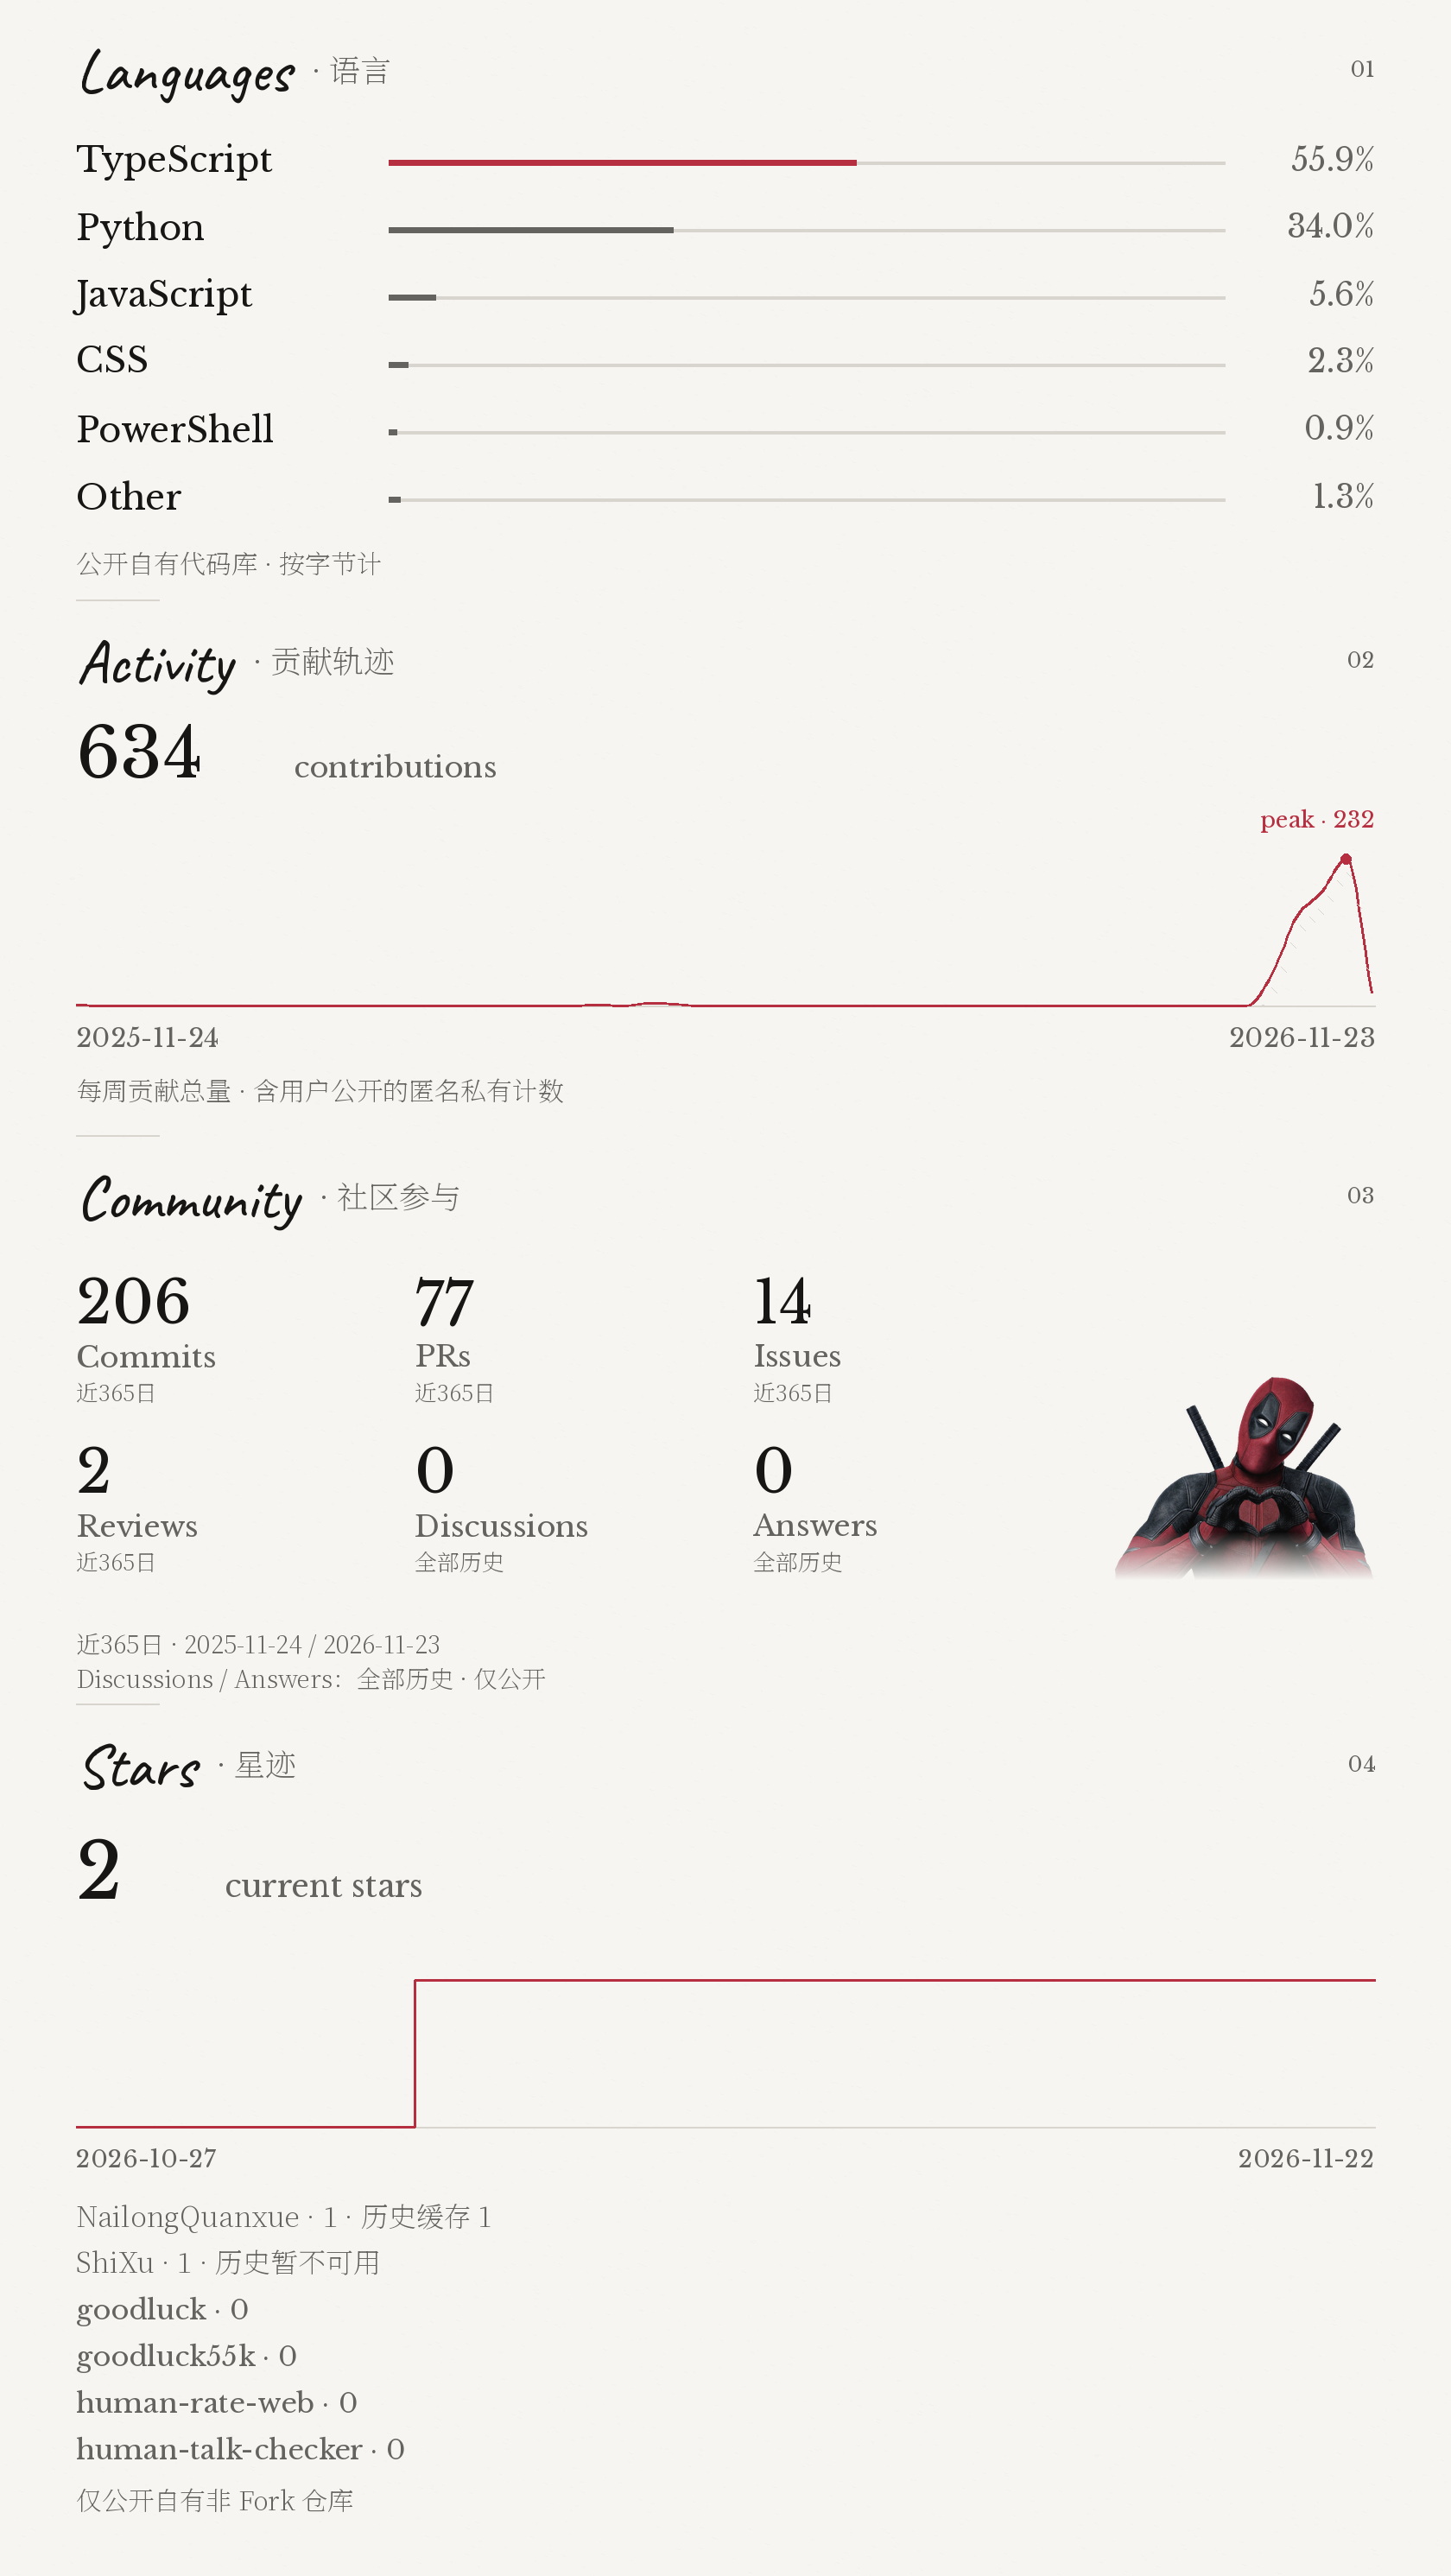 Languages · 语言 01
TypeScript 55.9%
Python 34.0%
JavaScript 5.6%
CSS 2.3%
PowerShell 0.9%
Other 1.3%
公开自有代码库 · 按字节计
Activity · 贡献轨迹 02
634 contributions
peak · 232
2025-11-24 2026-11-23
每周贡献总量 · 含用户公开的匿名私有计数
Community · 社区参与 03
206 77 14
Commits PRs Issues
近365日 近365日 近365日
2 0 0
Reviews Discussions Answers
近365日 全部历史 全部历史
近365日 · 2025-11-24 / 2026-11-23
Discussions / Answers：全部历史 · 仅公开
Stars · 星迹 04
2 current stars
2026-10-27 2026-11-22
NailongQuanxue · 1 · 历史缓存 1
ShiXu · 1 · 历史暂不可用
goodluck · 0
goodluck55k · 0
human-rate-web · 0
human-talk-checker · 0
仅公开自有非 Fork 仓库